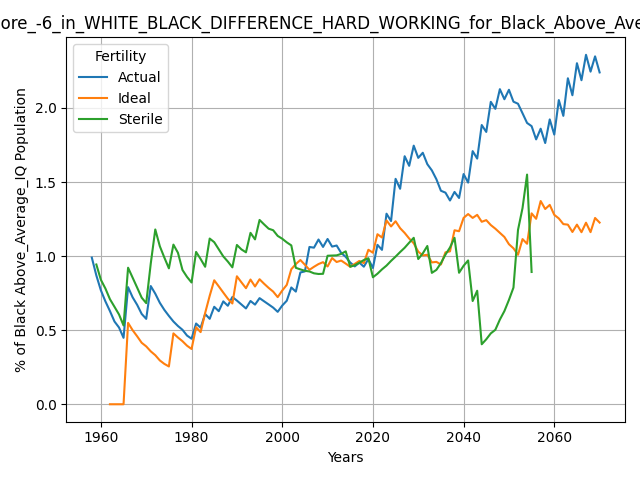 ore_-6_in_WHITE_BLACK_DIFFERENCE_HARD_WORKING_for_Black_Above_Ave
Fertility
Actual
Ideal
Sterile
% of Black Above_Average_IQ Population
2.0
1.5
1.0
0.5
0.0
1960
1980
2000
2020
2040
2060
Years